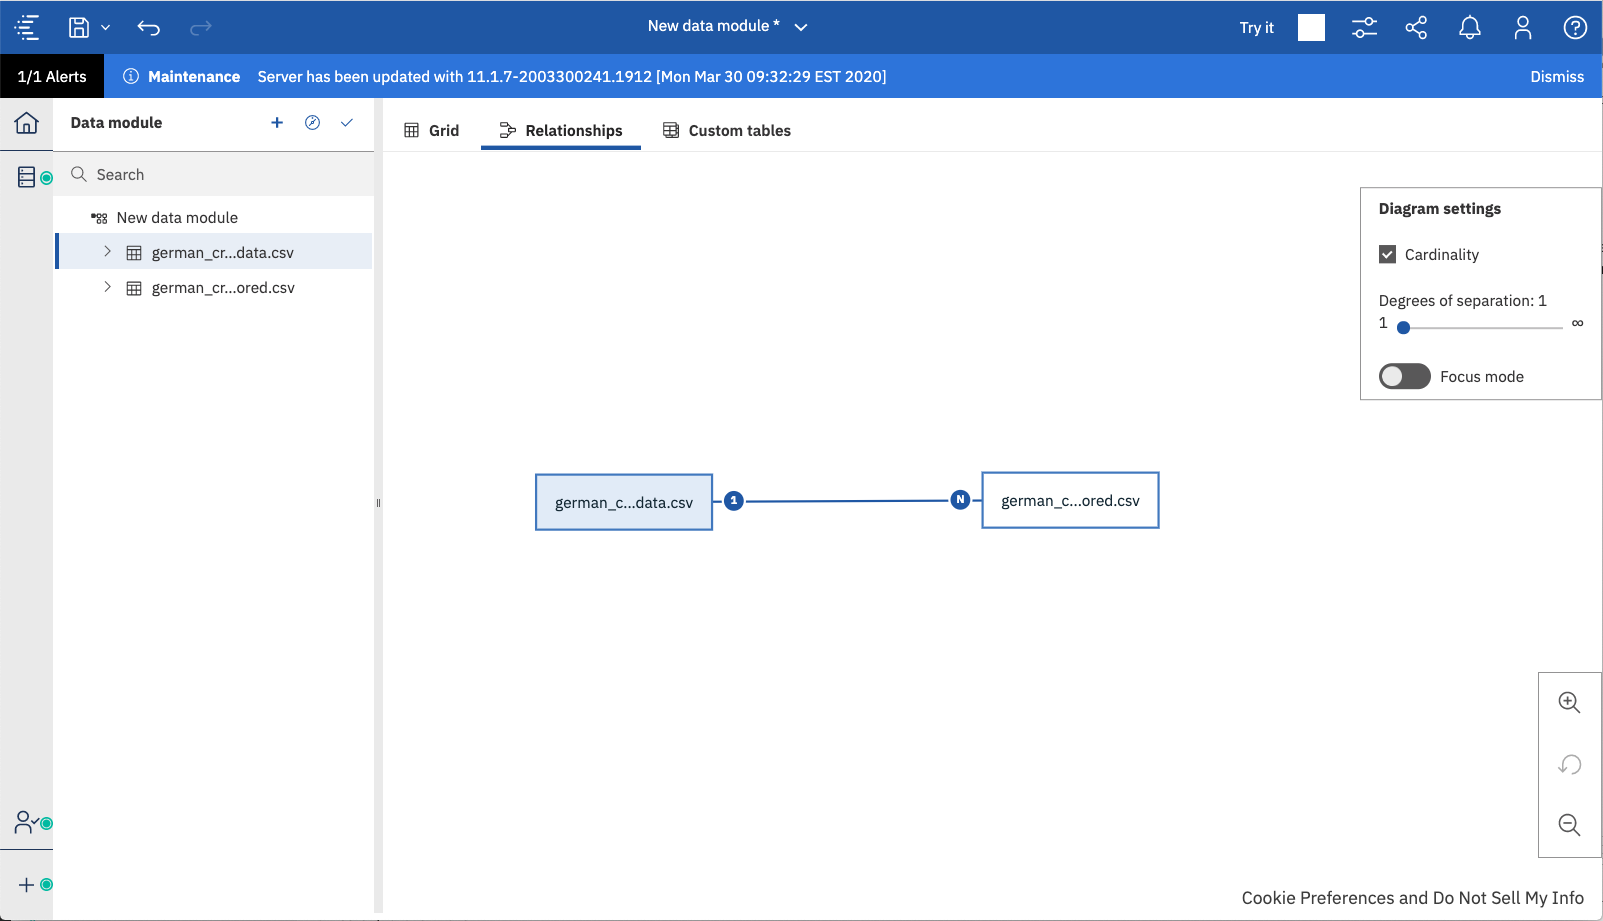 New data module *
Try it
1/1 Alerts
Maintenance Server has been updated with 11.1.7-2003300241.1912 [Mon Mar 30 09:32:29 EST 2020]
Dismiss
Data module
Grid
Relationships
Custom tables
Search
New data module
german_cr...data.csv
german_cr...ored.csv
Diagram settings
Cardinality
Degrees of separation: 1
1 ∞
Focus mode
german_c...data.csv
1
N
german_c...ored.csv
Cookie Preferences and Do Not Sell My Info